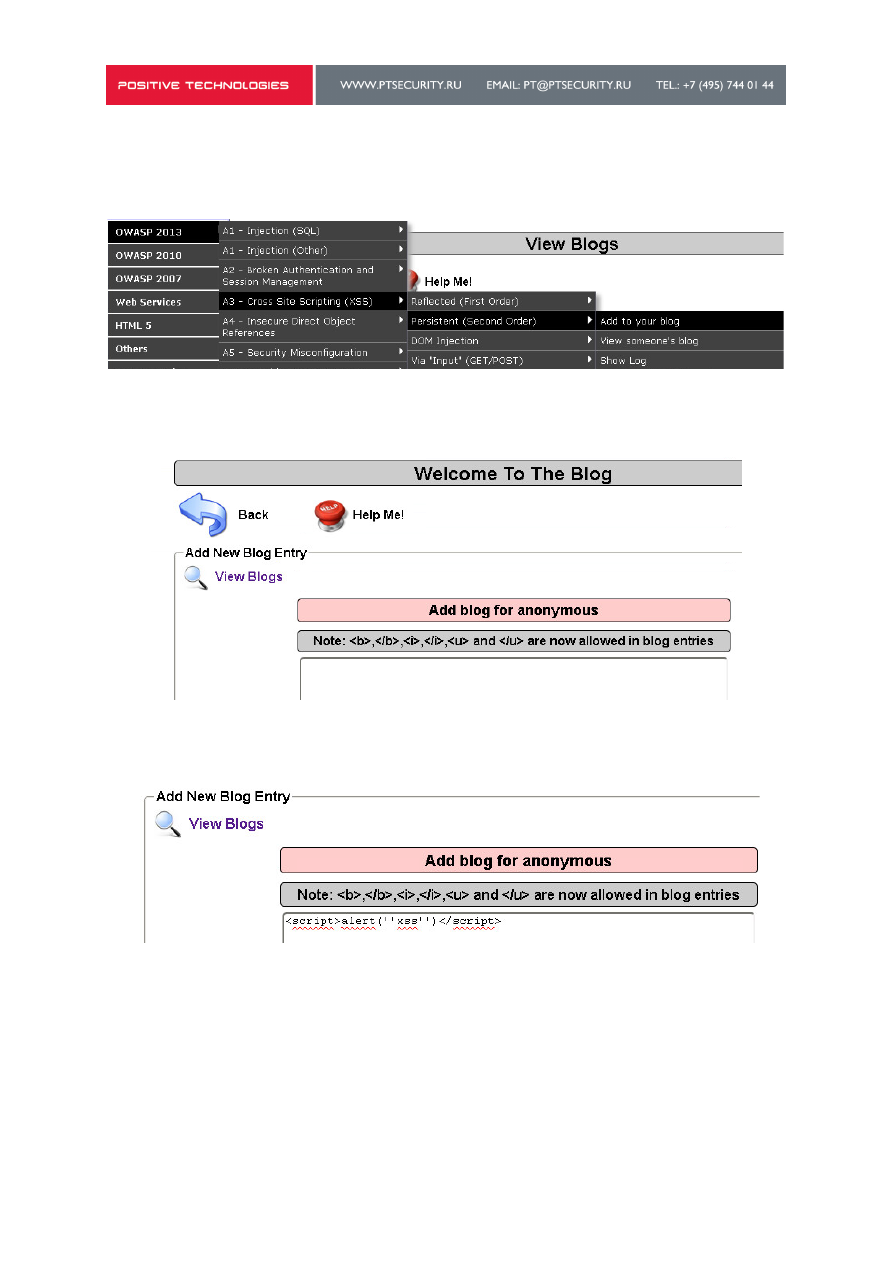 POSITIVE TECHNOLOGIES WWW.PTSECURITY.RU EMAIL: PT@PTSECURITY.RU TEL.: +7 (495) 744 01 44
OWASP 2013
OWASP 2010
OWASP 2007
Web Services
HTML 5
Others
A1 - Injection (SQL)
A1 - Injection (Other)
A2 - Broken Authentication and
Session Management
A3 - Cross Site Scripting (XSS)
A4 - Insecure Direct Object
References
A5 - Security Misconfiguration
View Blogs
Help Me!
Reflected (First Order)
Persistent (Second Order)
DOM Injection
Via "Input" (GET/POST)
Add to your blog
View someone's blog
Show Log
Welcome To The Blog
Back
HELP
Help Me!
Add New Blog Entry
View Blogs
Add blog for anonymous
Note: <b>,</b>,<i>,</i>,<u> and </u> are now allowed in blog entries
Add New Blog Entry
View Blogs
Add blog for anonymous
Note: <b>,</b>,<i>,</i>,<u> and </u> are now allowed in blog entries
<script>alert(''xss'')</script>